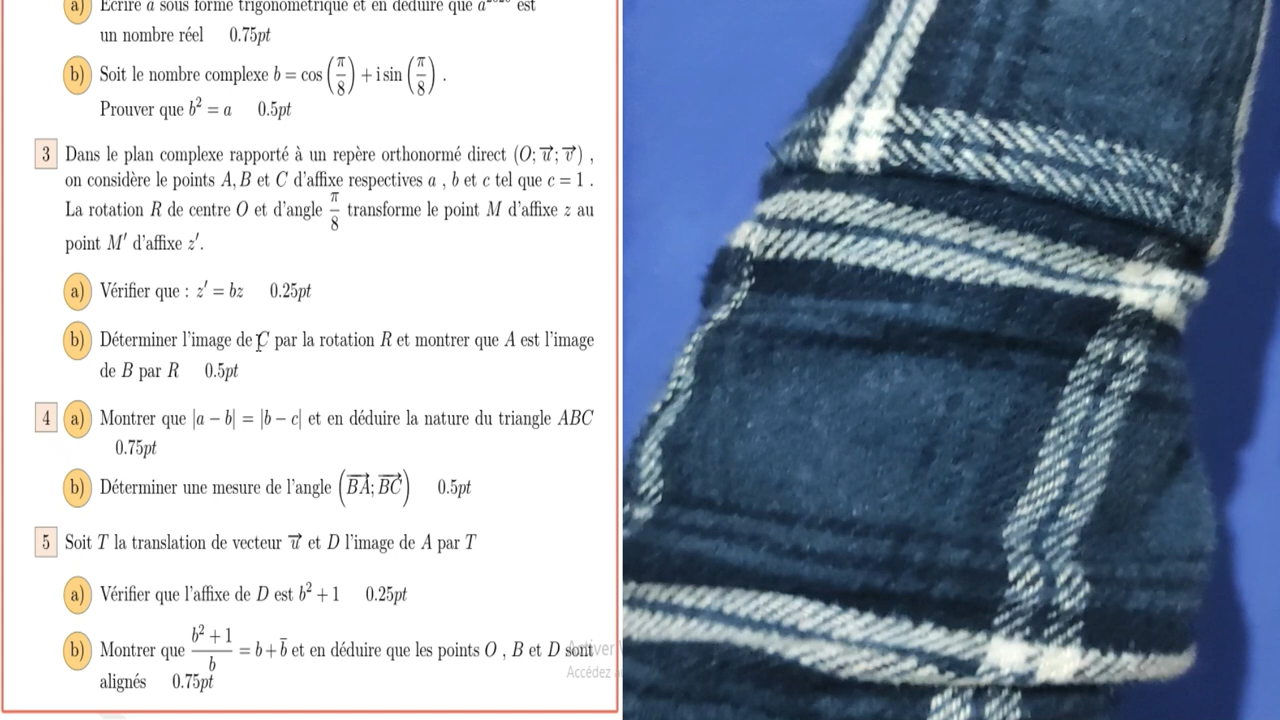 a) Écrire a sous forme trigonométrique et en déduire que a²⁰²⁰ est
un nombre réel 0.75pt
b) Soit le nombre complexe b = cos(π/8) + i sin(π/8) .
Prouver que b² = a 0.5pt
3 Dans le plan complexe rapporté à un repère orthonormé direct (O; u⃗; v⃗) ,
on considère le points A, B et C d'affixe respectives a , b et c tel que c = 1 .
La rotation R de centre O et d'angle π/8 transforme le point M d'affixe z au
point M′ d'affixe z′.
a) Vérifier que : z′ = bz 0.25pt
b) Déterminer l'image de C par la rotation R et montrer que A est l'image
de B par R 0.5pt
4 a) Montrer que |a − b| = |b − c| et en déduire la nature du triangle ABC
0.75pt
b) Déterminer une mesure de l'angle (BA⃗; BC⃗) 0.5pt
5 Soit T la translation de vecteur u⃗ et D l'image de A par T
a) Vérifier que l'affixe de D est b² + 1 0.25pt
b) Montrer que (b² + 1)/b = b + b̄ et en déduire que les points O , B et D sont
alignés 0.75pt
Activer
Accédez